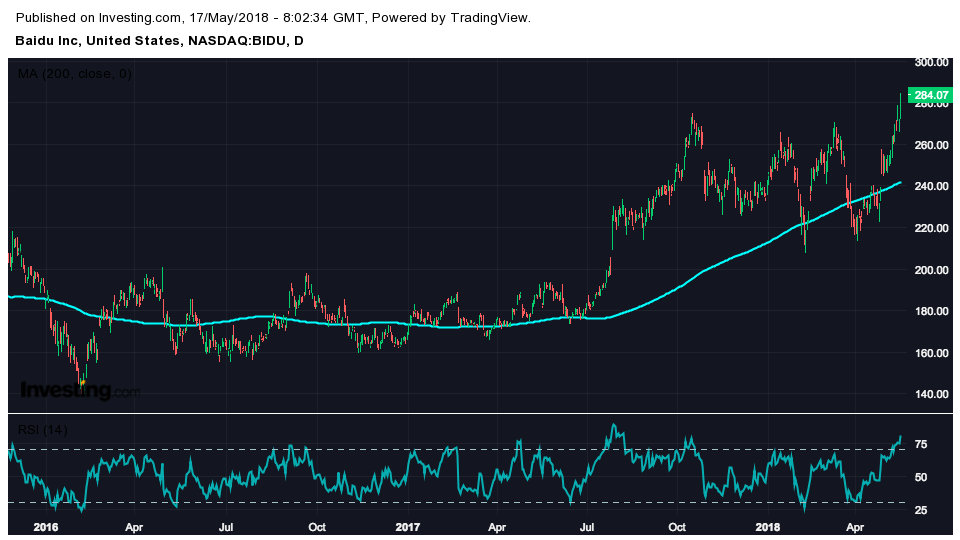 Published on Investing.com, 17/May/2018 - 8:02:34 GMT, Powered by TradingView.
Baidu Inc, United States, NASDAQ:BIDU, D
MA (200, close, 0)
300.00
284.07
280.00
260.00
240.00
220.00
200.00
180.00
160.00
140.00
Investing.com
RSI (14)
75
50
25
2016 Apr Jul Oct 2017 Apr Jul Oct 2018 Apr